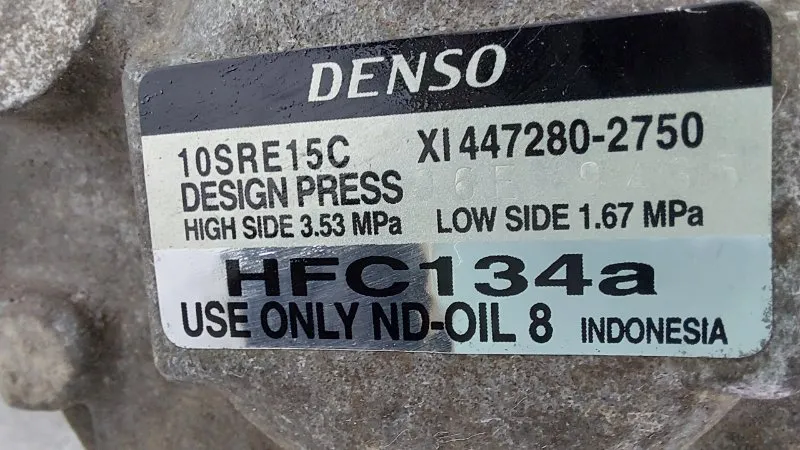 DENSO
10SRE15C XI 447280-2750
DESIGN PRESS
HIGH SIDE 3.53 MPa LOW SIDE 1.67 MPa
HFC134a
USE ONLY ND-OIL 8 INDONESIA